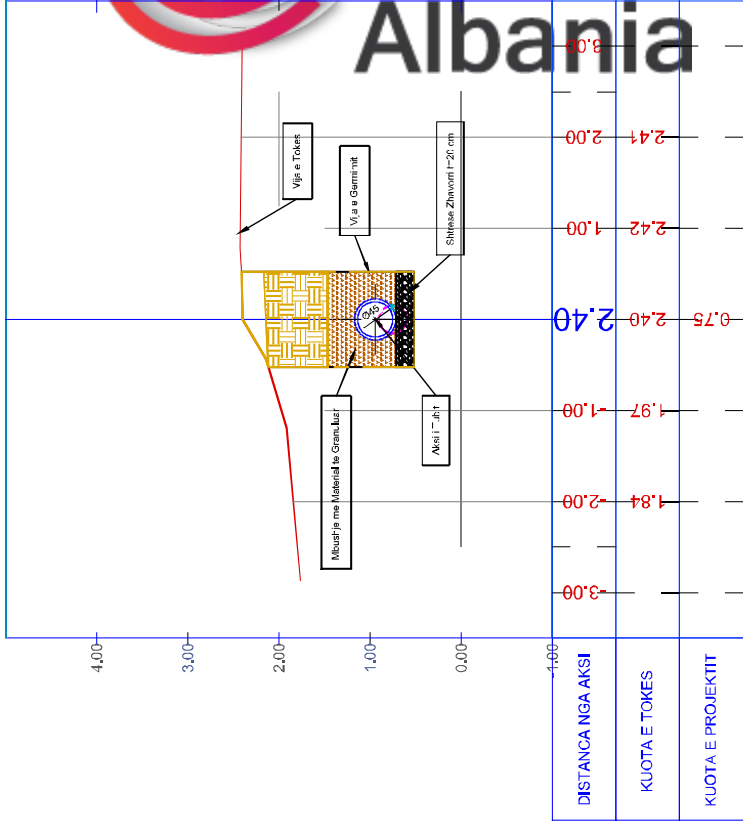 Albania
Vija e Tokes
Vija e Germimit
Shtrese Zhavorri t=20 cm
Mbushje me Material te Granuluar
Aksi i Tubit
Ø45
4.00
3.00
2.00
1.00
0.00
-1.00
DISTANCA NGA AKSI
-3.00 -2.00 -1.00 2.40 1.00 2.00 3.00
KUOTA E TOKES
1.84 1.97 2.40 2.42 2.41
KUOTA E PROJEKTIT
0.75